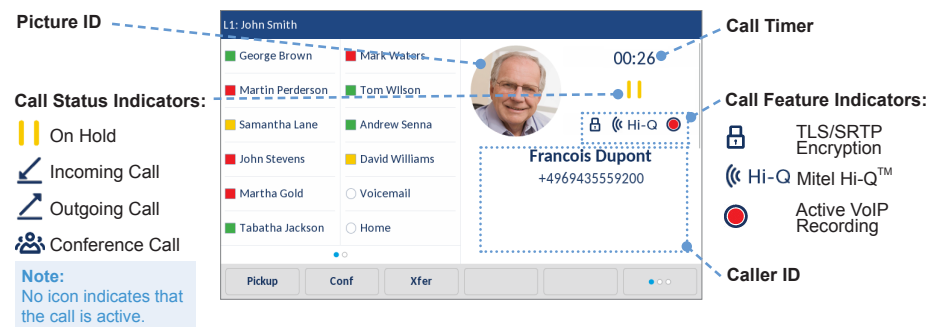 Picture ID
Call Status Indicators:
On Hold
Incoming Call
Outgoing Call
Conference Call
Note:
No icon indicates that
the call is active.
L1: John Smith
George Brown
Mark Waters
Martin Perderson
Tom WIlson
Samantha Lane
Andrew Senna
John Stevens
David Williams
Martha Gold
Voicemail
Tabatha Jackson
Home
00:26
Hi-Q
Francois Dupont
+4969435559200
Pickup
Conf
Xfer
Call Timer
Call Feature Indicators:
TLS/SRTP
Encryption
Hi-Q Mitel Hi-Q™
Active VoIP
Recording
Caller ID